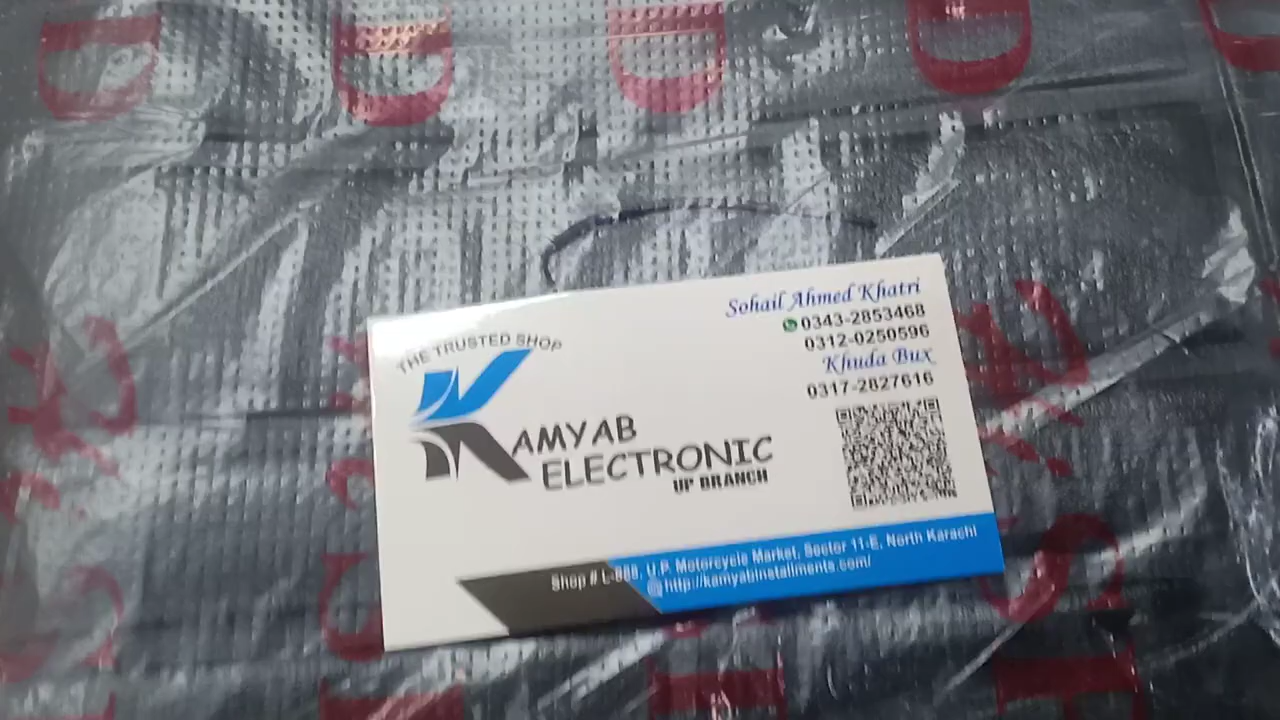 THE TRUSTED SHOP
KAMYAB
ELECTRONIC
UP BRANCH
Sohail Ahmed Khatri
0343-2853468
0312-0250596
Khuda Bux
0317-2827616
Shop # U.P. Motorcycle Market, Sector 11-E, North Karachi
http://kamyabinstallments.com/